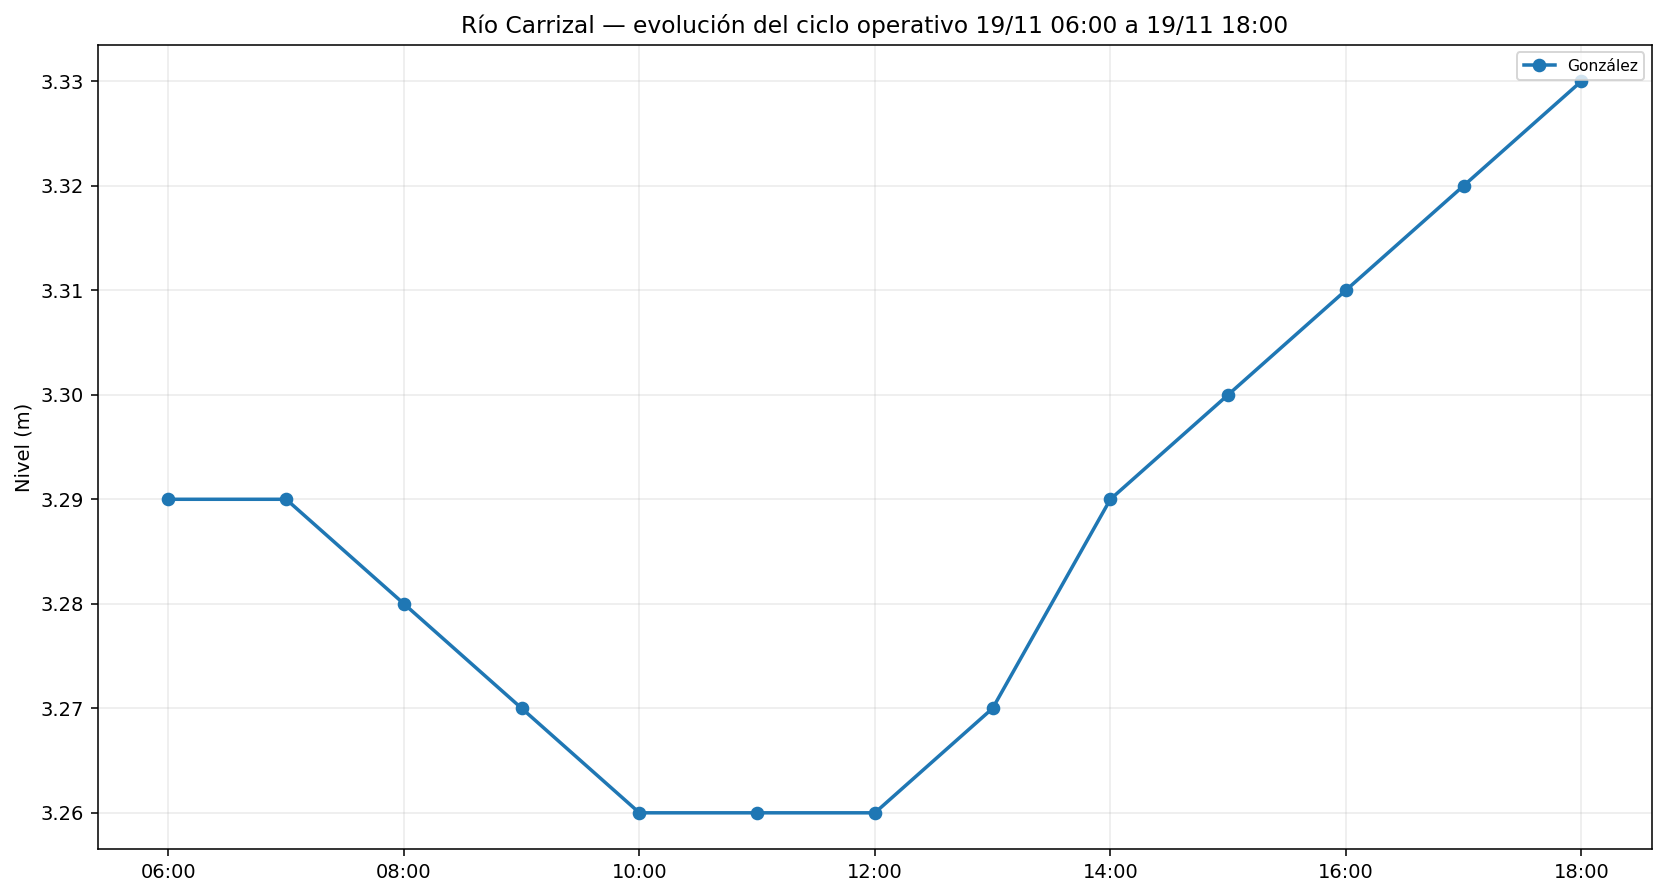 Río Carrizal — evolución del ciclo operativo 19/11 06:00 a 19/11 18:00
González
Nivel (m)
3.33
3.32
3.31
3.30
3.29
3.28
3.27
3.26
06:00 08:00 10:00 12:00 14:00 16:00 18:00